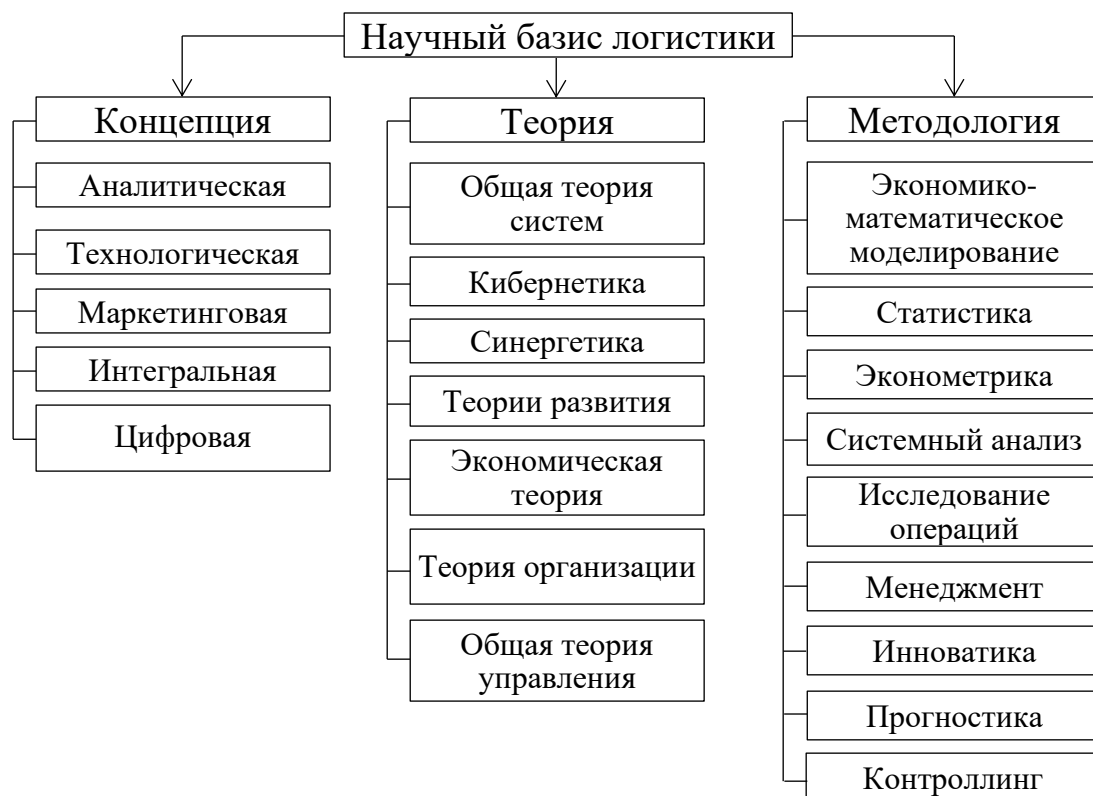 Научный базис логистики
Концепция
Аналитическая
Технологическая
Маркетинговая
Интегральная
Цифровая
Теория
Общая теория
систем
Кибернетика
Синергетика
Теории развития
Экономическая
теория
Теория организации
Общая теория
управления
Методология
Экономико-
математическое
моделирование
Статистика
Эконометрика
Системный анализ
Исследование
операций
Менеджмент
Инноватика
Прогностика
Контроллинг